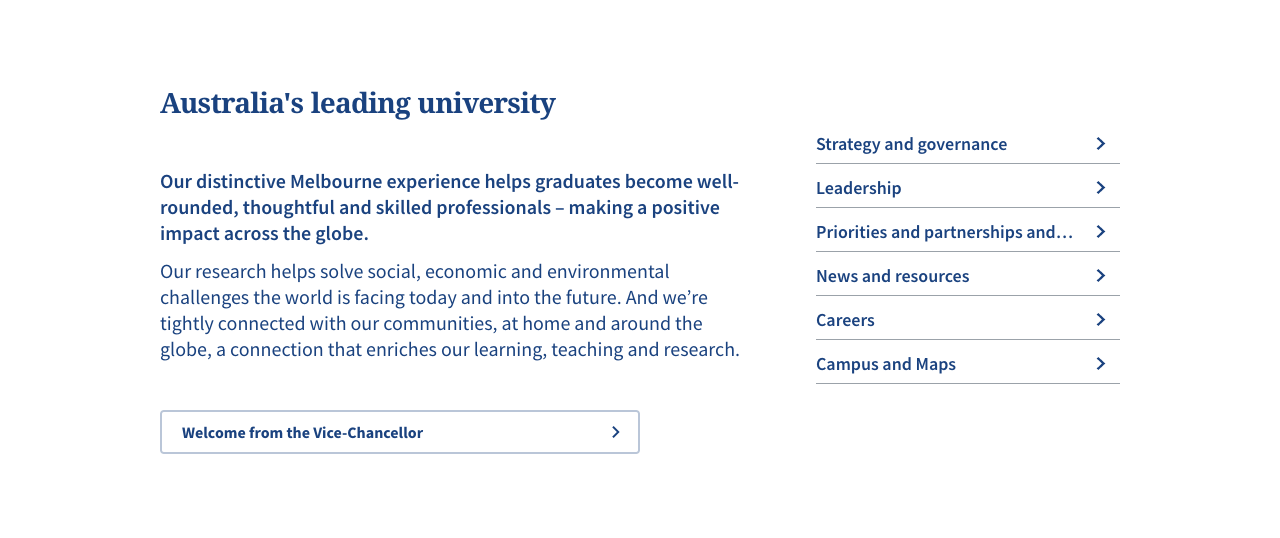 Australia's leading university
Our distinctive Melbourne experience helps graduates become well-
rounded, thoughtful and skilled professionals – making a positive
impact across the globe.
Our research helps solve social, economic and environmental
challenges the world is facing today and into the future. And we’re
tightly connected with our communities, at home and around the
globe, a connection that enriches our learning, teaching and research.
Welcome from the Vice-Chancellor
Strategy and governance
Leadership
Priorities and partnerships and…
News and resources
Careers
Campus and Maps